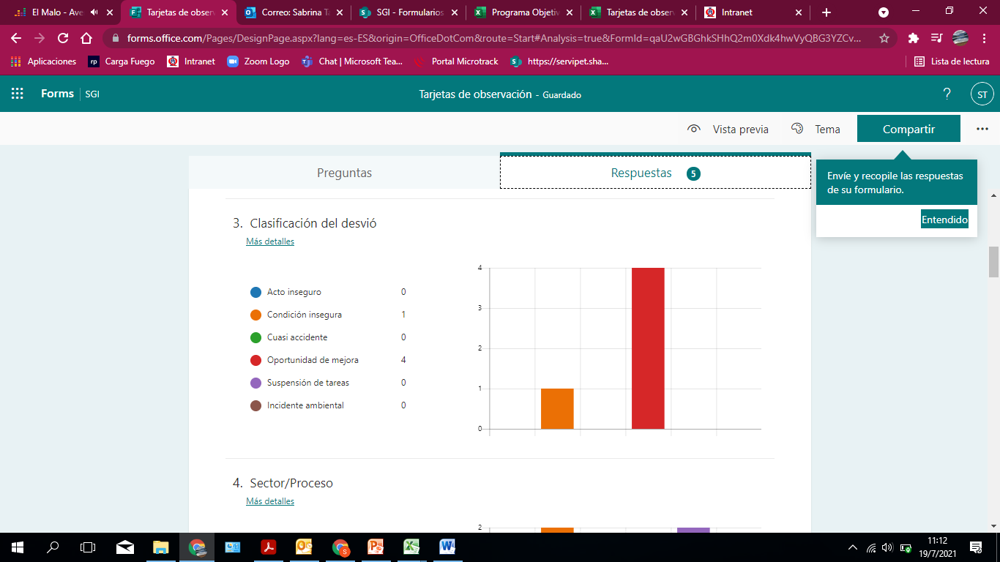 El Malo - Ave
Tarjetas de observ
Correo: Sabrina Ta
SGI - Formularios
Programa Objetiv
Tarjetas de observ
Intranet
forms.office.com/Pages/DesignPage.aspx?lang=es-ES&origin=OfficeDotCom&route=Start#Analysis=true&FormId=qaU2wGBGhkSHhQ2m0Xdk4hwVyQBG3YZCv...
Aplicaciones
rp Carga Fuego
Intranet
Zoom Logo
Chat | Microsoft Tea...
Portal Microtrack
https://servipet.sha...
Lista de lectura
Forms SGI
Tarjetas de observación - Guardado
? ST
Vista previa
Tema
Compartir
Preguntas
Respuestas 5
Envíe y recopile las respuestas
de su formulario.
Entendido
3. Clasificación del desvió
Más detalles
Acto inseguro 0
Condición insegura 1
Cuasi accidente 0
Oportunidad de mejora 4
Suspensión de tareas 0
Incidente ambiental 0
4
3
2
1
0
4. Sector/Proceso
Más detalles
2
11:12
19/7/2021